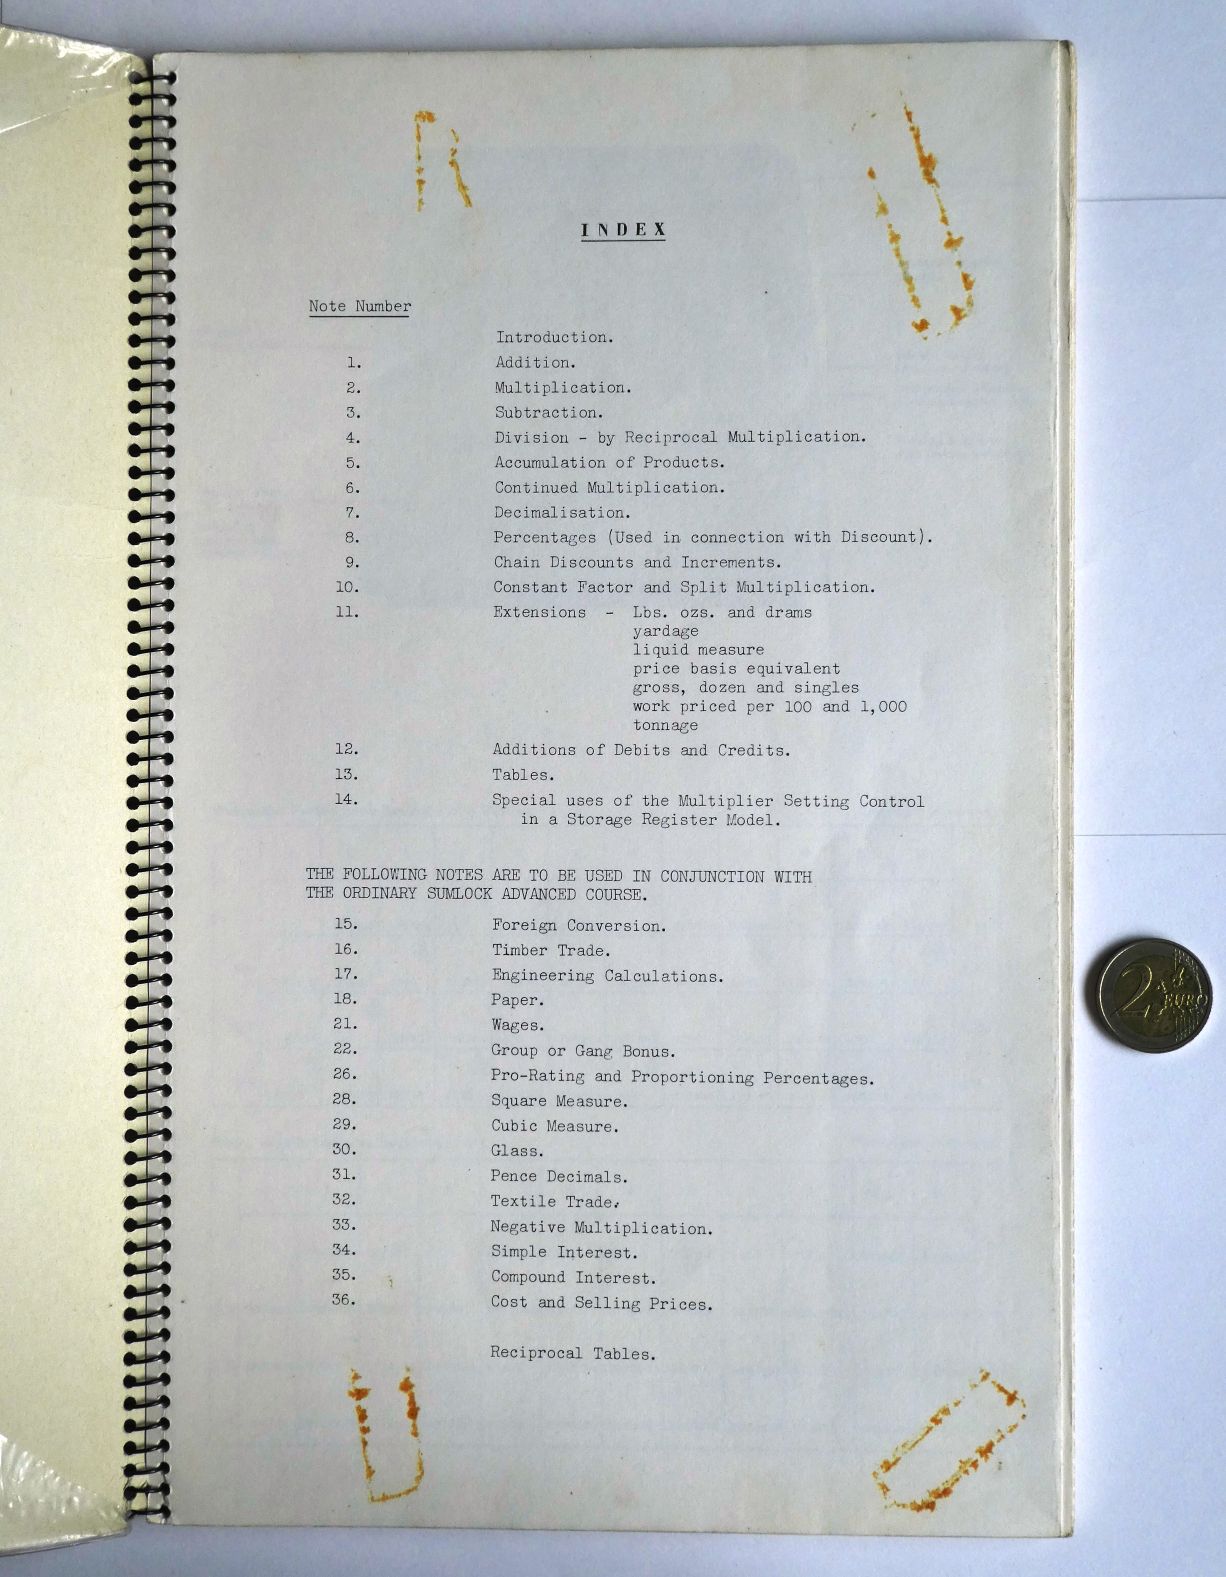 INDEX
Note Number
Introduction.
1. Addition.
2. Multiplication.
3. Subtraction.
4. Division - by Reciprocal Multiplication.
5. Accumulation of Products.
6. Continued Multiplication.
7. Decimalisation.
8. Percentages (Used in connection with Discount).
9. Chain Discounts and Increments.
10. Constant Factor and Split Multiplication.
11. Extensions - Lbs. ozs. and drams
yardage
liquid measure
price basis equivalent
gross, dozen and singles
work priced per 100 and 1,000
tonnage
12. Additions of Debits and Credits.
13. Tables.
14. Special uses of the Multiplier Setting Control
in a Storage Register Model.
THE FOLLOWING NOTES ARE TO BE USED IN CONJUNCTION WITH
THE ORDINARY SUMLOCK ADVANCED COURSE.
15. Foreign Conversion.
16. Timber Trade.
17. Engineering Calculations.
18. Paper.
21. Wages.
22. Group or Gang Bonus.
26. Pro-Rating and Proportioning Percentages.
28. Square Measure.
29. Cubic Measure.
30. Glass.
31. Pence Decimals.
32. Textile Trade.
33. Negative Multiplication.
34. Simple Interest.
35. Compound Interest.
36. Cost and Selling Prices.
Reciprocal Tables.
2 EURO